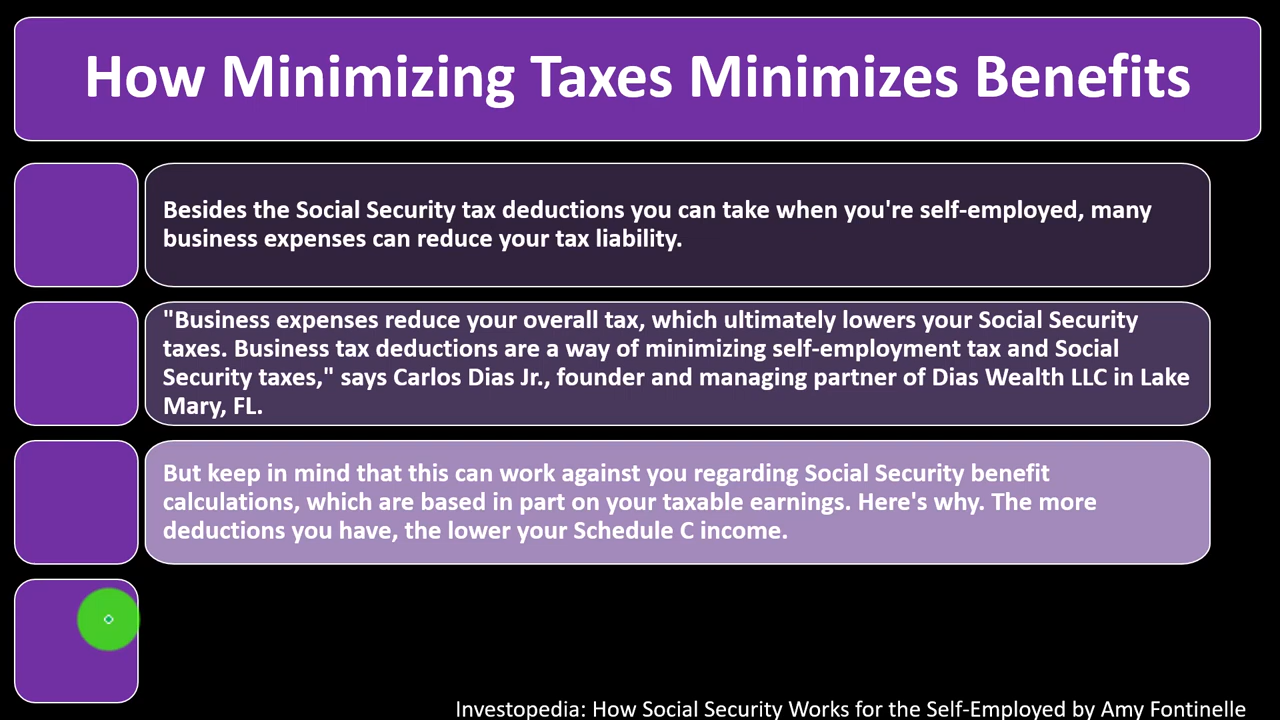 How Minimizing Taxes Minimizes Benefits
Besides the Social Security tax deductions you can take when you're self-employed, many
business expenses can reduce your tax liability.
"Business expenses reduce your overall tax, which ultimately lowers your Social Security
taxes. Business tax deductions are a way of minimizing self-employment tax and Social
Security taxes," says Carlos Dias Jr., founder and managing partner of Dias Wealth LLC in Lake
Mary, FL.
But keep in mind that this can work against you regarding Social Security benefit
calculations, which are based in part on your taxable earnings. Here's why. The more
deductions you have, the lower your Schedule C income.
Investopedia: How Social Security Works for the Self-Employed by Amy Fontinelle